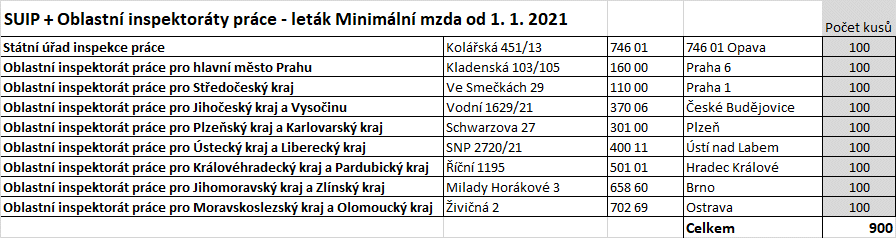 SUIP + Oblastní inspektoráty práce - leták Minimální mzda od 1. 1. 2021 Počet kusů
Státní úřad inspekce práce Kolářská 451/13 746 01 746 01 Opava 100
Oblastní inspektorát práce pro hlavní město Prahu Kladenská 103/105 160 00 Praha 6 100
Oblastní inspektorát práce pro Středočeský kraj Ve Smečkách 29 110 00 Praha 1 100
Oblastní inspektorát práce pro Jihočeský kraj a Vysočinu Vodní 1629/21 370 06 České Budějovice 100
Oblastní inspektorát práce pro Plzeňský kraj a Karlovarský kraj Schwarzova 27 301 00 Plzeň 100
Oblastní inspektorát práce pro Ústecký kraj a Liberecký kraj SNP 2720/21 400 11 Ústí nad Labem 100
Oblastní inspektorát práce pro Královéhradecký kraj a Pardubický kraj Říční 1195 501 01 Hradec Králové 100
Oblastní inspektorát práce pro Jihomoravský kraj a Zlínský kraj Milady Horákové 3 658 60 Brno 100
Oblastní inspektorát práce pro Moravskoslezský kraj a Olomoucký kraj Živičná 2 702 69 Ostrava 100
Celkem 900